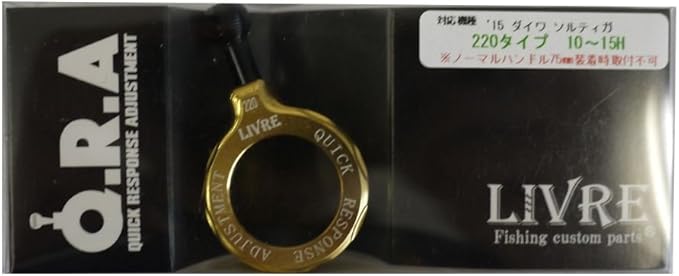 Q.R.A
QUICK RESPONSE ADJUSTMENT
220
LIVRE
QUICK RESPONSE ADJUSTMENT
対応機種 '15 ダイワ ソルティガ
220タイプ 10～15H
※ノーマルハンドル75mm装着時取付不可
LIVRE
Fishing custom parts®